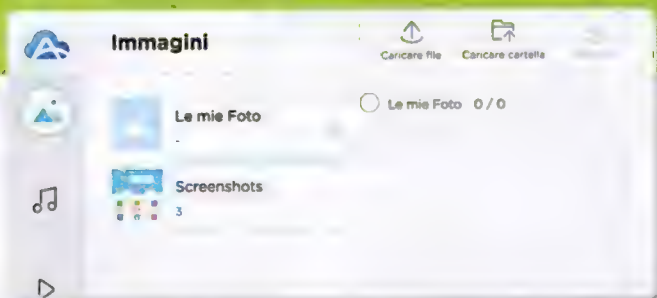 Immagini
Caricare file
Caricare cartella
Le mie Foto
-
Le mie Foto 0/0
Screenshots
3